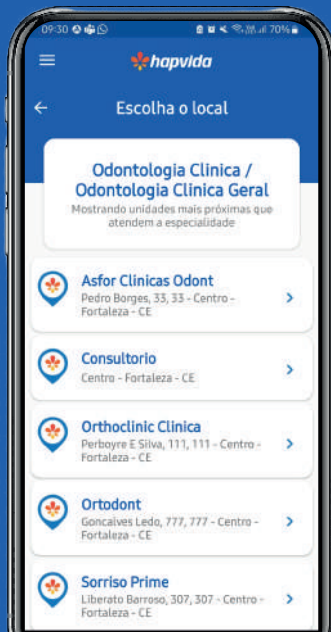 09:30
70%
hapvida
Escolha o local
Odontologia Clinica /
Odontologia Clinica Geral
Mostrando unidades mais próximas que
atendem a especialidade
Asfor Clinicas Odont
Pedro Borges, 33, 33 - Centro -
Fortaleza - CE
Consultorio
Centro - Fortaleza - CE
Orthoclinic Clinica
Perboyre E Silva, 111, 111 - Centro -
Fortaleza - CE
Ortodont
Goncalves Ledo, 777, 777 - Centro -
Fortaleza - CE
Sorriso Prime
Liberato Barroso, 307, 307 - Centro -
Fortaleza - CE